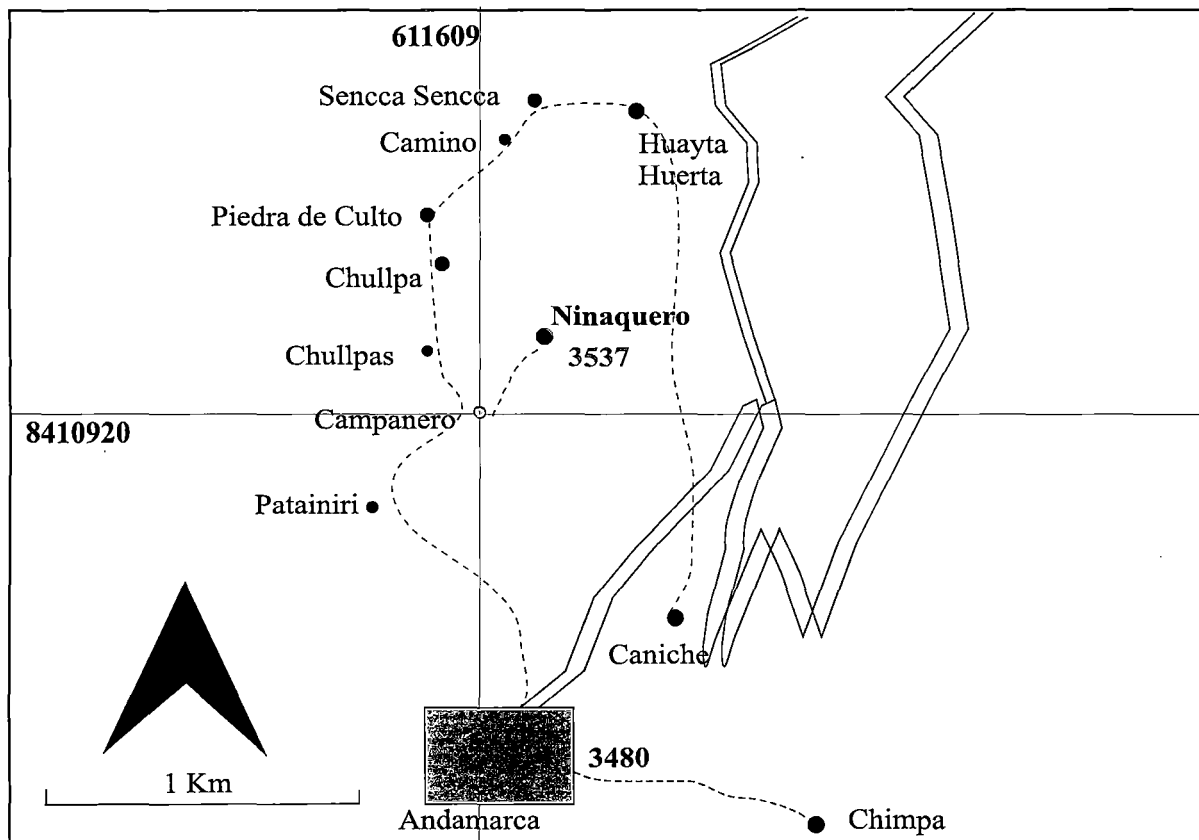 611609
Sencca Sencca
Camino
Huayta
Huerta
Piedra de Culto
Chullpa
Ninaquero
3537
Chullpas
Campanero
8410920
Patainiri
Caniche
3480
1 Km
Andamarca
Chimpa